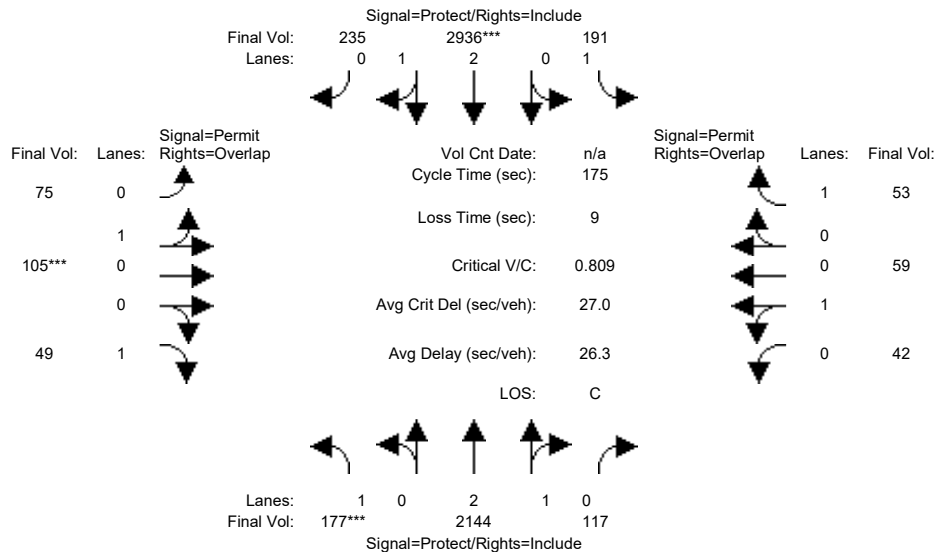 Signal=Protect/Rights=Include
Final Vol: 235 2936*** 191
Lanes: 0 1 2 0 1
Signal=Permit
Final Vol: Lanes: Rights=Overlap
Vol Cnt Date: n/a
Signal=Permit
Rights=Overlap Lanes: Final Vol:
Cycle Time (sec): 175
75 0
1 53
Loss Time (sec): 9
1
0
105*** 0
Critical V/C: 0.809
0 59
0
Avg Crit Del (sec/veh): 27.0
1
49 1
Avg Delay (sec/veh): 26.3
0 42
LOS: C
Lanes: 1 0 2 1 0
Final Vol: 177*** 2144 117
Signal=Protect/Rights=Include